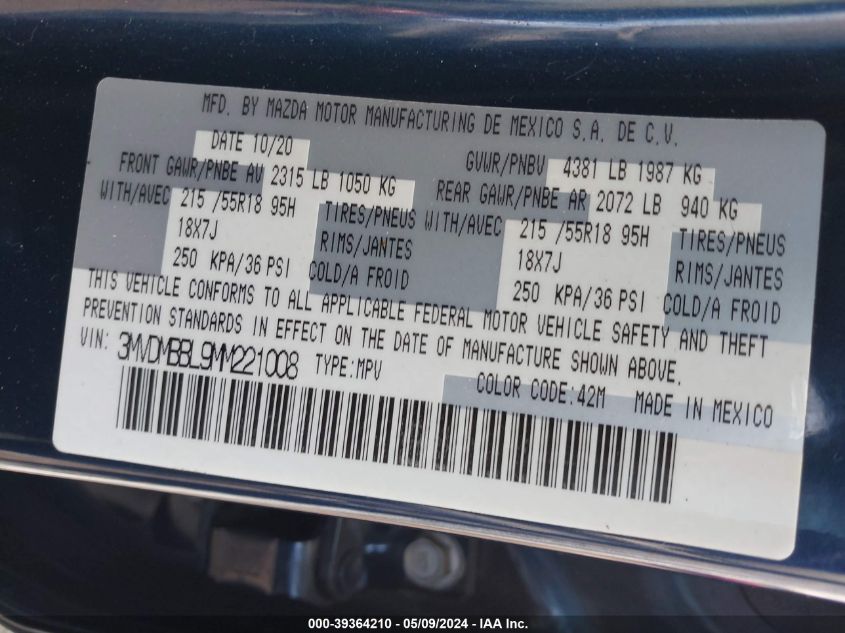 MFD. BY MAZDA MOTOR MANUFACTURING DE MEXICO S.A. DE C.V.
DATE 10/20 GVWR/PNBV 4381 LB 1987 KG
FRONT GAWR/PNBE AV 2315 LB 1050 KG REAR GAWR/PNBE AR 2072 LB 940 KG
WITH/AVEC 215 /55R18 95H TIRES/PNEUS WITH/AVEC 215 /55R18 95H TIRES/PNEUS
18X7J RIMS/JANTES 18X7J RIMS/JANTES
250 KPA/36 PSI COLD/A FROID 250 KPA/36 PSI COLD/A FROID
THIS VEHICLE CONFORMS TO ALL APPLICABLE FEDERAL MOTOR VEHICLE SAFETY AND THEFT
PREVENTION STANDARDS IN EFFECT ON THE DATE OF MANUFACTURE SHOWN ABOVE.
VIN: 3MVDMBBL9MM221008 TYPE:MPV
COLOR CODE:42M MADE IN MEXICO
000-39364210 - 05/09/2024 - IAA Inc.